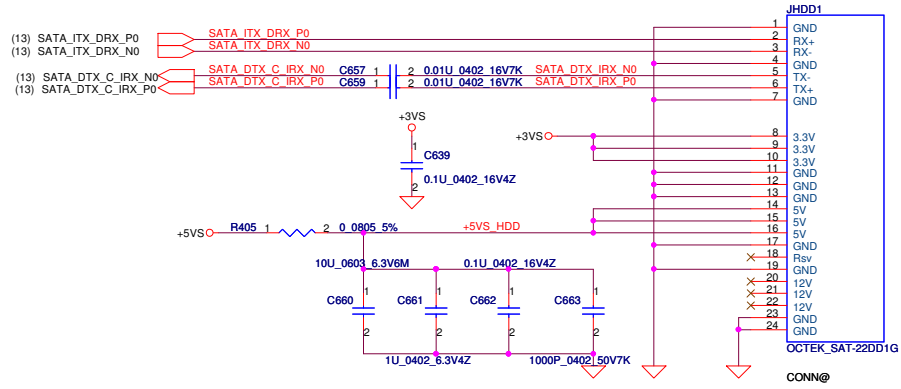 JHDD1
1 GND
(13) SATA_ITX_DRX_P0 SATA_ITX_DRX_P0 2 RX+
(13) SATA_ITX_DRX_N0 SATA_ITX_DRX_N0 3 RX-
4 GND
(13) SATA_DTX_C_IRX_N0 SATA_DTX_C_IRX_N0 C657 1 2 0.01U_0402_16V7K SATA_DTX_IRX_N0 5 TX-
(13) SATA_DTX_C_IRX_P0 SATA_DTX_C_IRX_P0 C659 1 2 0.01U_0402_16V7K SATA_DTX_IRX_P0 6 TX+
7 GND
+3VS
+3VS 8 3.3V
9 3.3V
10 3.3V
1 C639
2 0.1U_0402_16V4Z
11 GND
12 GND
13 GND
14 5V
15 5V
+5VS R405 1 2 0_0805_5% +5VS_HDD 16 5V
17 GND
18 Rsv
10U_0603_6.3V6M 0.1U_0402_16V4Z 19 GND
20 12V
21 12V
22 12V
1 1 1 1
C660 C661 C662 C663
2 2 2 2
23 GND
24 GND
1U_0402_6.3V4Z 1000P_0402_50V7K
OCTEK_SAT-22DD1G
CONN@